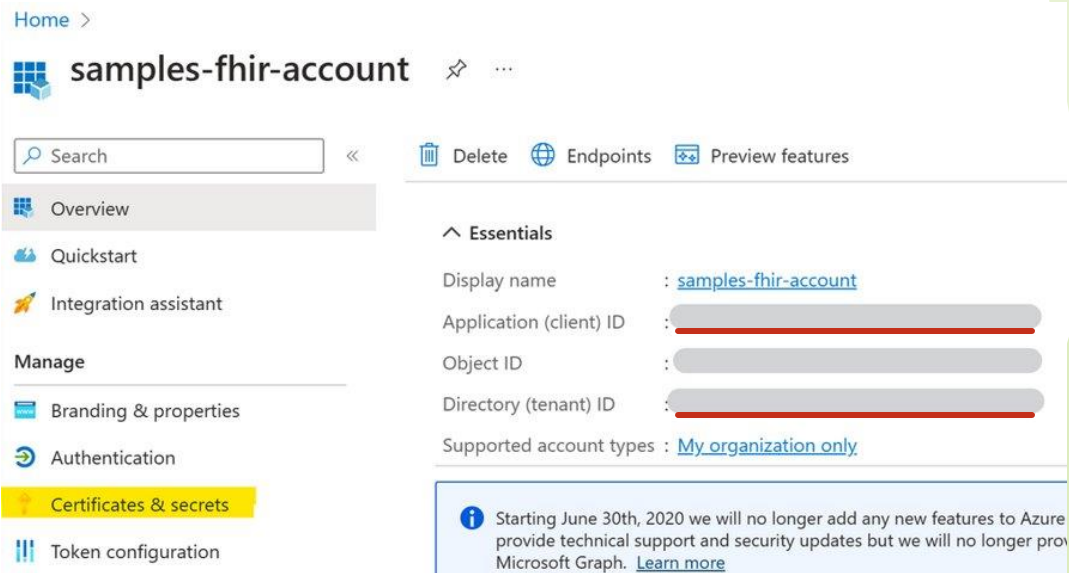 Home >
samples-fhir-account ...
Search «
Overview
Quickstart
Integration assistant
Manage
Branding & properties
Authentication
Certificates & secrets
Token configuration
Delete Endpoints Preview features
Essentials
Display name : samples-fhir-account
Application (client) ID :
Object ID :
Directory (tenant) ID :
Supported account types : My organization only
Starting June 30th, 2020 we will no longer add any new features to Azure
provide technical support and security updates but we will no longer prov
Microsoft Graph. Learn more